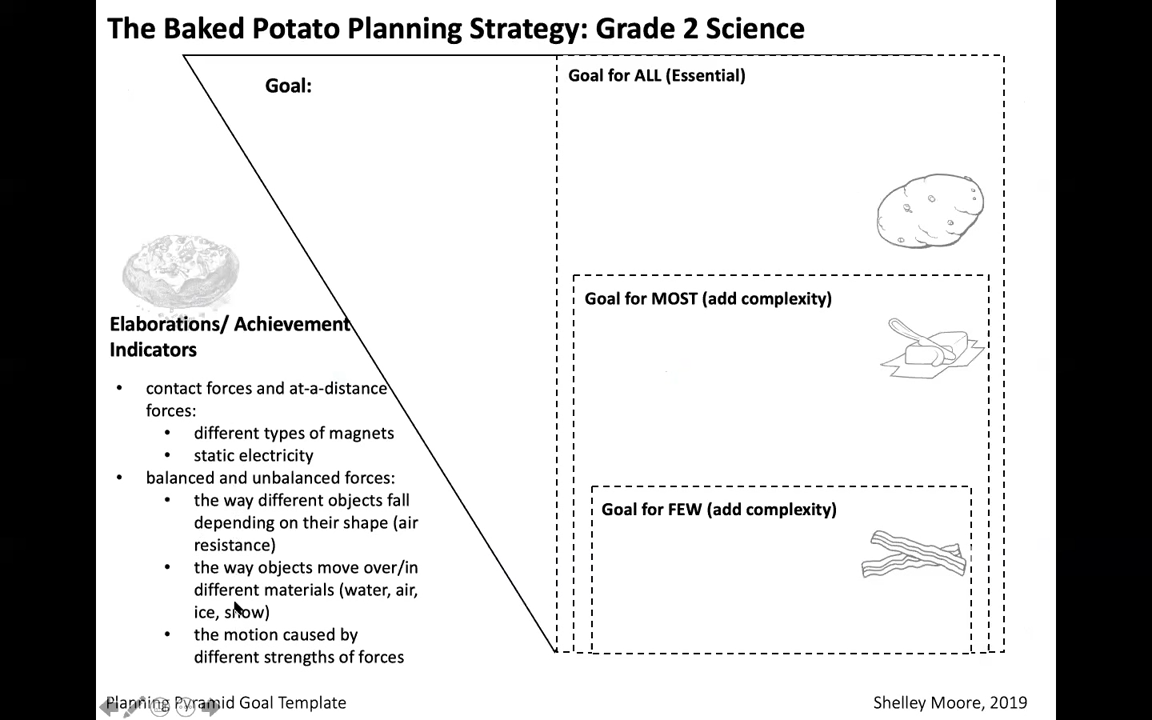 The Baked Potato Planning Strategy: Grade 2 Science
Goal:
Goal for ALL (Essential)
Goal for MOST (add complexity)
Goal for FEW (add complexity)
Elaborations/ Achievement
Indicators
• contact forces and at-a-distance
forces:
• different types of magnets
• static electricity
• balanced and unbalanced forces:
• the way different objects fall
depending on their shape (air
resistance)
• the way objects move over/in
different materials (water, air,
ice, snow)
• the motion caused by
different strengths of forces
Planning Pyramid Goal Template
Shelley Moore, 2019